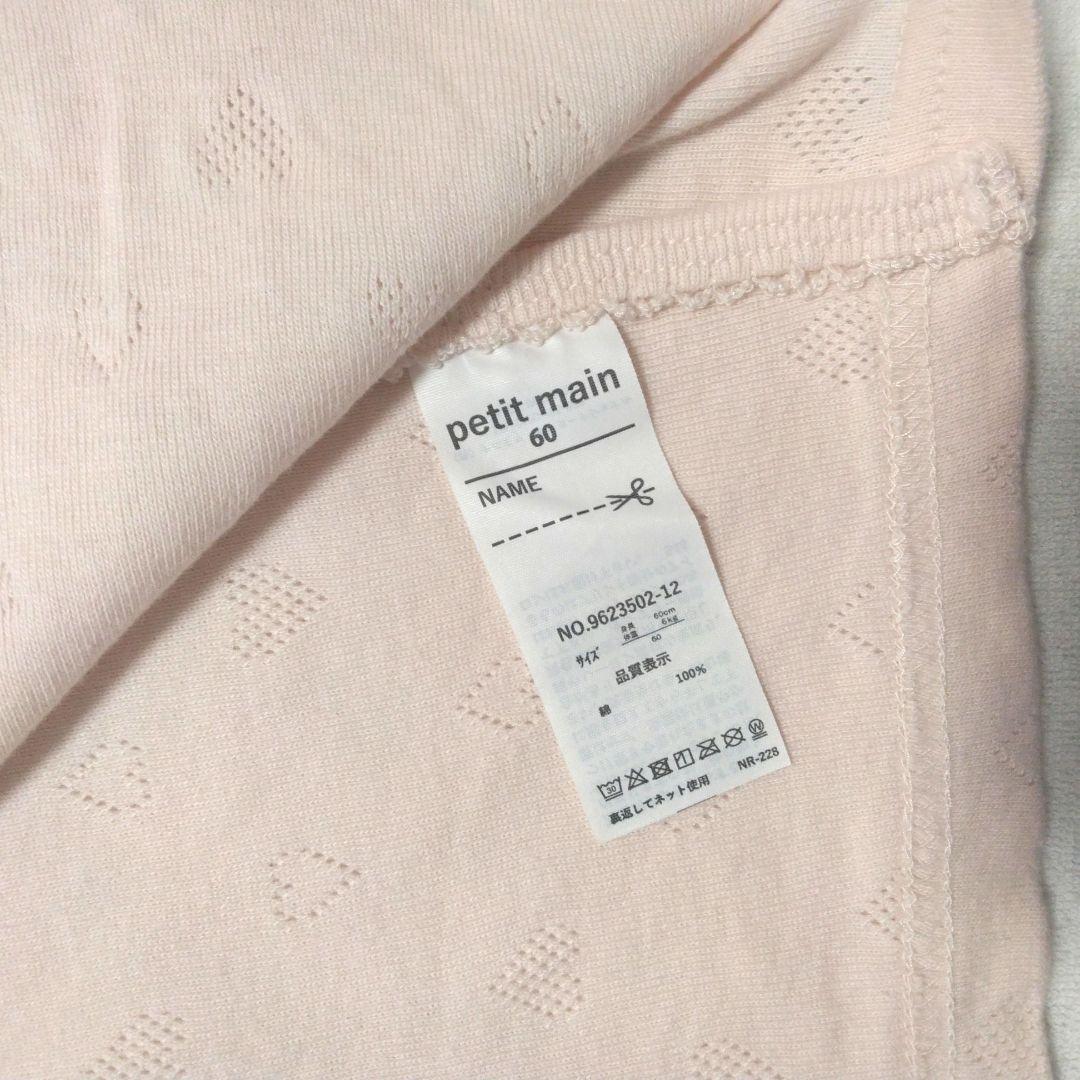 petit main
60
NAME
NO.9623502-12
サイズ 身長 60cm
体重 6kg
60
品質表示
綿 100%
30
裏返してネット使用 NR-228